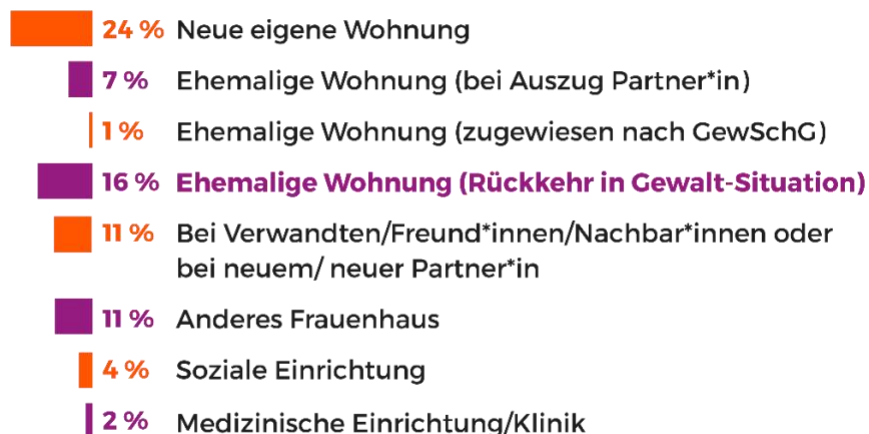 24 % Neue eigene Wohnung
7 % Ehemalige Wohnung (bei Auszug Partner*in)
1 % Ehemalige Wohnung (zugewiesen nach GewSchG)
16 % Ehemalige Wohnung (Rückkehr in Gewalt-Situation)
11 % Bei Verwandten/Freund*innen/Nachbar*innen oder
bei neuem/ neuer Partner*in
11 % Anderes Frauenhaus
4 % Soziale Einrichtung
2 % Medizinische Einrichtung/Klinik